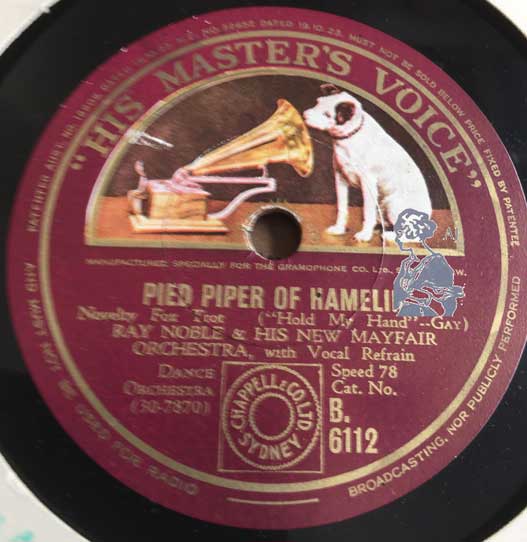 "HIS MASTER'S VOICE"
MANUFACTURED SPECIALLY FOR THE GRAMOPHONE CO. LTD.
PIED PIPER OF HAMELI
Novelty Fox Trot ("Hold My Hand"--GAY)
RAY NOBLE & HIS NEW MAYFAIR
ORCHESTRA, with Vocal Refrain
DANCE
ORCHESTRA
(30-7870)
CHAPPELL & CO LTD
SYDNEY
Speed 78
Cat. No.
B.
6112
DATED 19.10.23. MUST NOT BE SOLD BELOW PRICE FIXED BY PATENTEE
AND MUST NOT BE USED FOR RADIO
BROADCASTING, NOR PUBLICLY PERFORMED